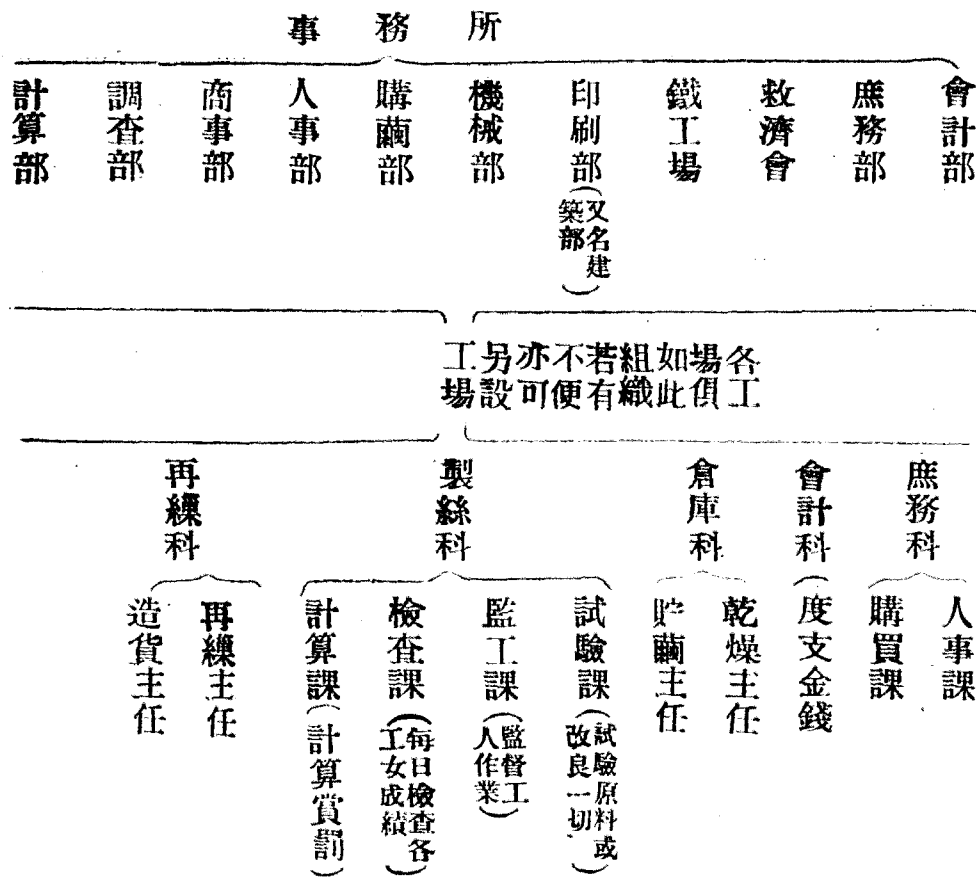 事務所
會計部
庶務部
救濟會
鐵工場
印刷部(又名建
築部)
機械部
購繭部
人事部
商事部
調查部
計算部
各工
場俱
如此
組織
若有
不便
亦可
另設
工場
庶務科
人事課
購買課
會計科(度支金錢
倉庫科
乾燥主任
貯繭主任
製絲科
試驗課(試驗原料或
改良一切)
監工課(監督工
人作業)
檢查課(每日檢查各
工女成績)
計算課(計算賞罰)
再繅科
再繅主任
造貨主任